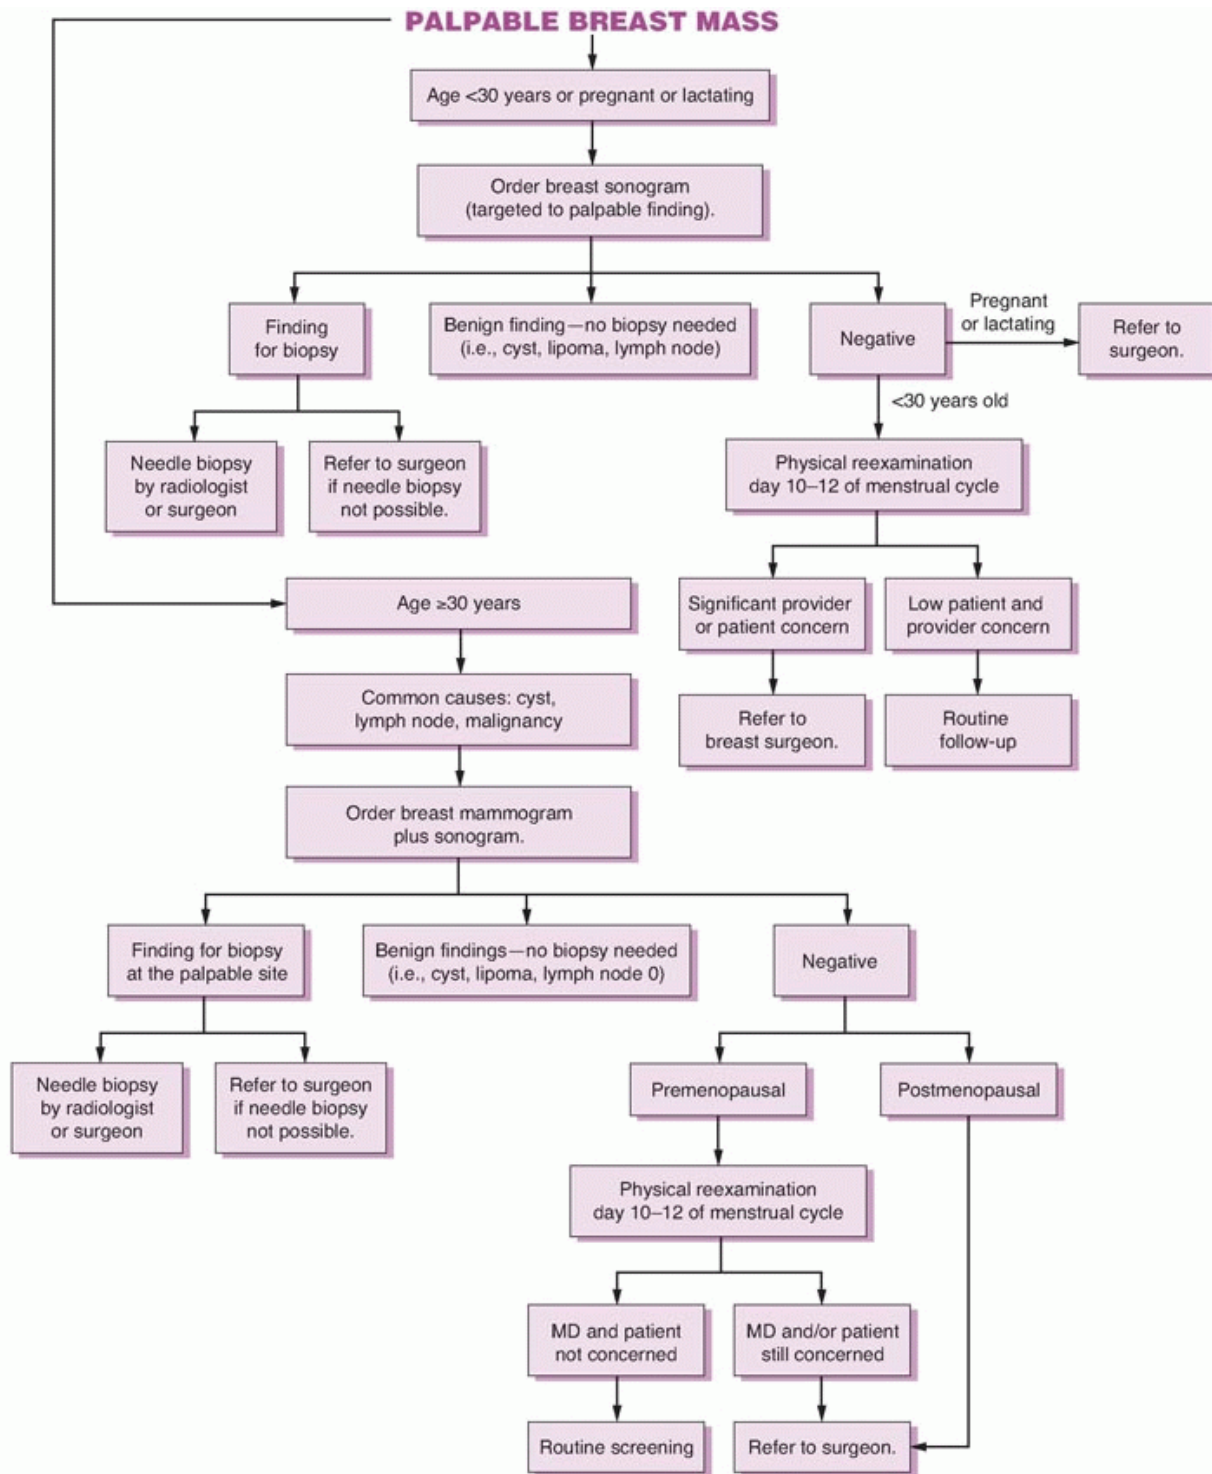 PALPABLE BREAST MASS
Age <30 years or pregnant or lactating
Order breast sonogram
(targeted to palpable finding).
Finding
for biopsy
Benign finding—no biopsy needed
(i.e., cyst, lipoma, lymph node)
Negative
Pregnant
or lactating
Refer to
surgeon.
<30 years old
Needle biopsy
by radiologist
or surgeon
Refer to surgeon
if needle biopsy
not possible.
Physical reexamination
day 10–12 of menstrual cycle
Significant provider
or patient concern
Low patient and
provider concern
Refer to
breast surgeon.
Routine
follow-up
Age ≥30 years
Common causes: cyst,
lymph node, malignancy
Order breast mammogram
plus sonogram.
Finding for biopsy
at the palpable site
Benign findings—no biopsy needed
(i.e., cyst, lipoma, lymph node 0)
Negative
Needle biopsy
by radiologist
or surgeon
Refer to surgeon
if needle biopsy
not possible.
Premenopausal
Postmenopausal
Physical reexamination
day 10–12 of menstrual cycle
MD and patient
not concerned
MD and/or patient
still concerned
Routine screening
Refer to surgeon.